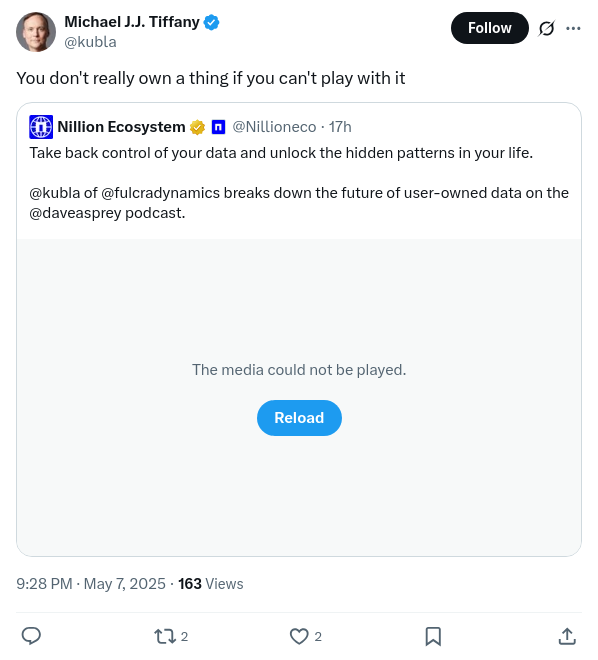 Michael J.J. Tiffany
@kubla
Follow
You don't really own a thing if you can't play with it
Nillion Ecosystem @Nillioneco · 17h
Take back control of your data and unlock the hidden patterns in your life.
@kubla of @fulcradynamics breaks down the future of user-owned data on the
@daveasprey podcast.
The media could not be played.
Reload
9:28 PM · May 7, 2025 · 163 Views
2
2